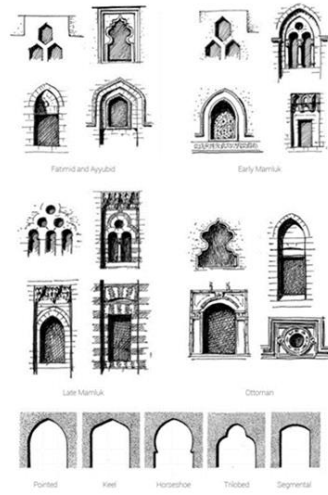 Fatimid and Ayyubid
Early Mamluk
Late Mamluk
Ottoman
Pointed
Keel
Horseshoe
Trilobed
Segmental